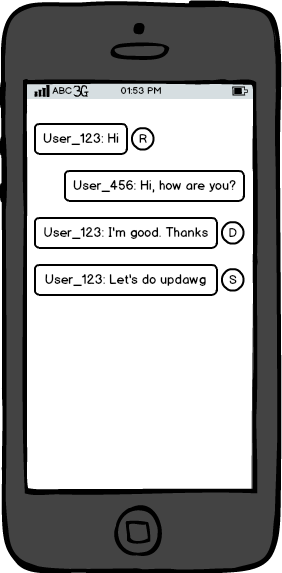 ABC 3G 01:53 PM
User_123: Hi R
User_456: Hi, how are you?
User_123: I'm good. Thanks D
User_123: Let's do updawg S